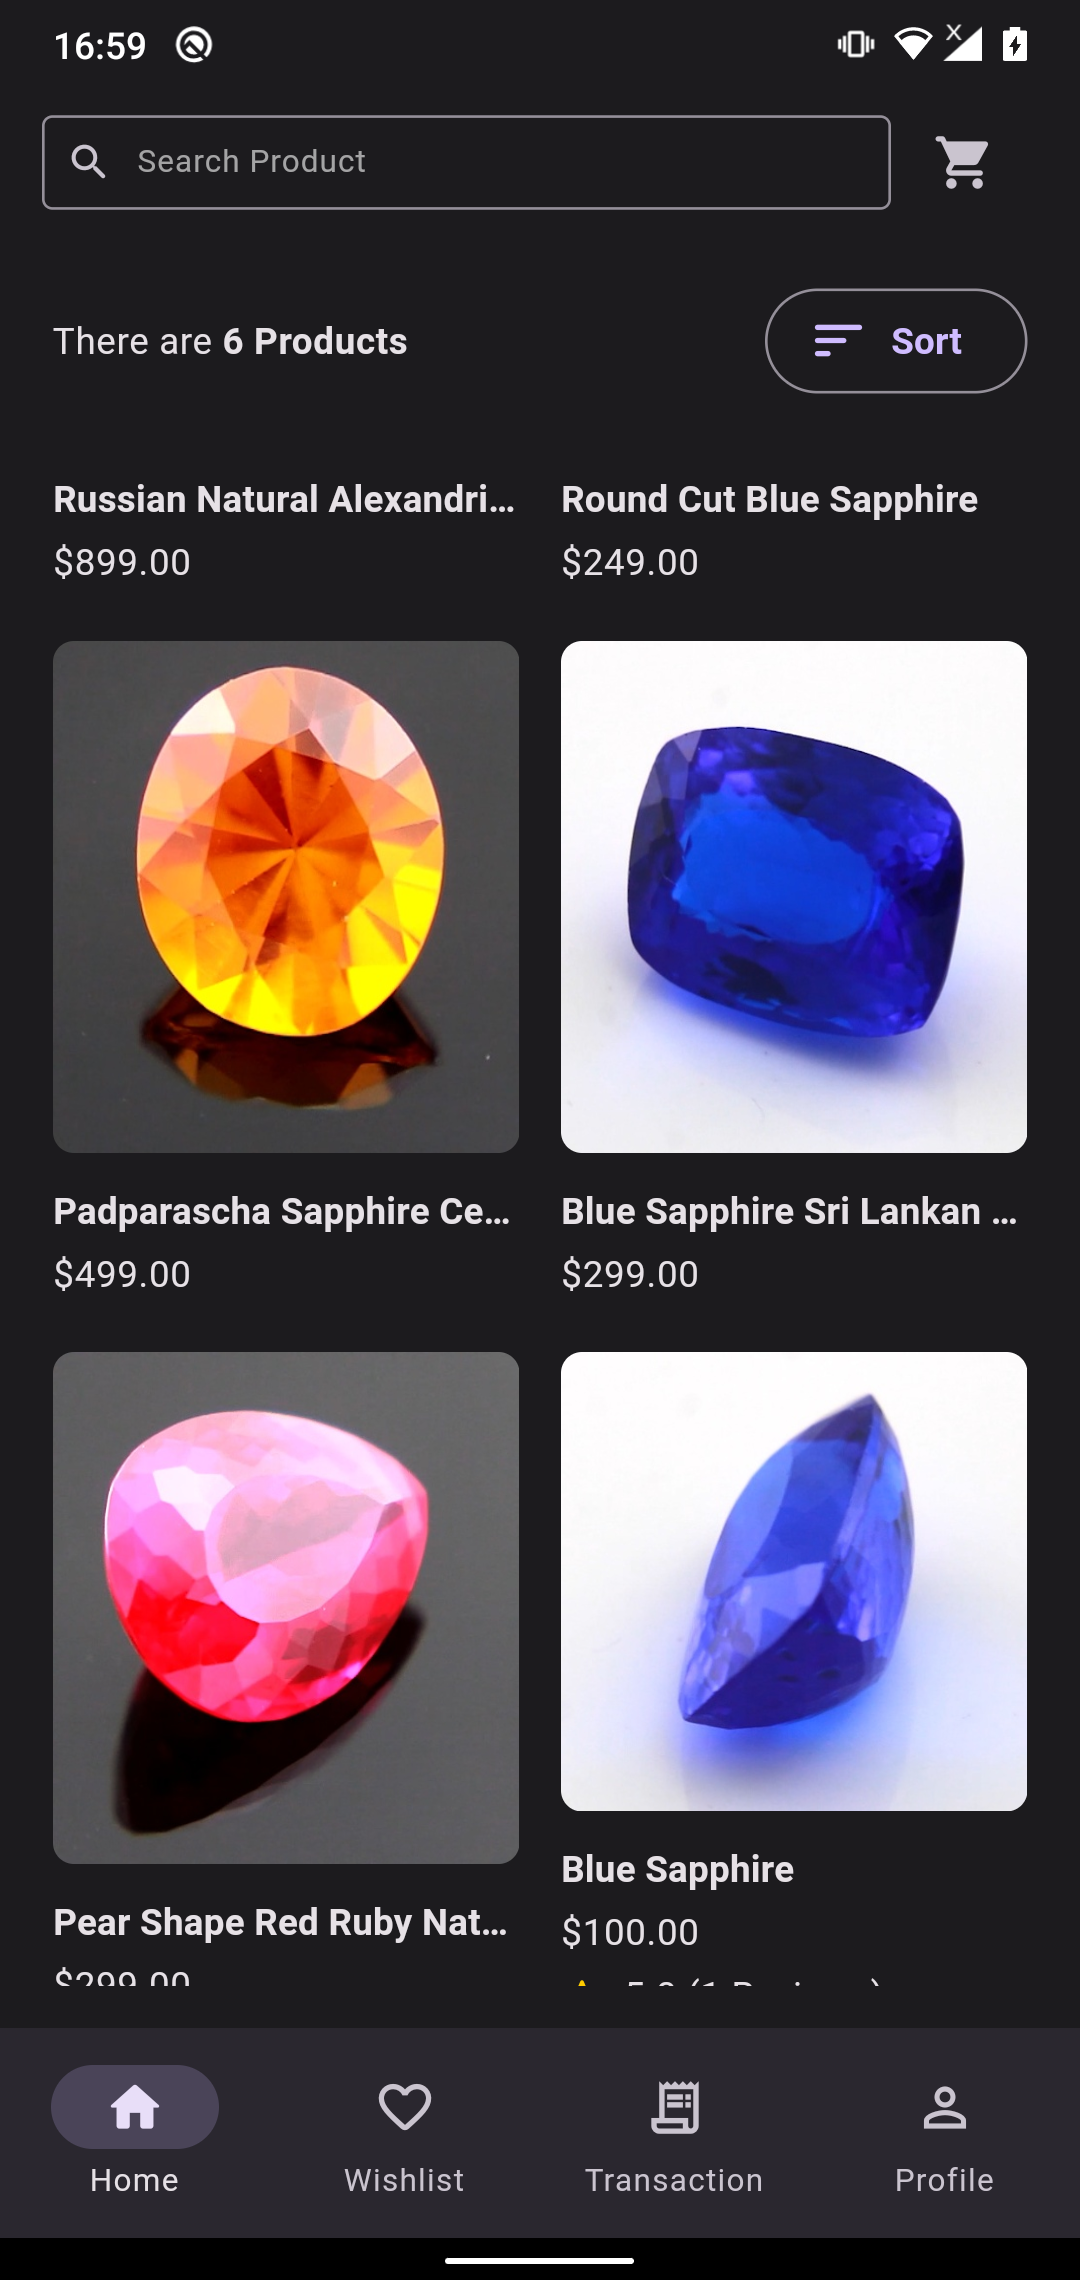 16:59
Search Product
There are 6 Products
Sort
Russian Natural Alexandri...
$899.00
Round Cut Blue Sapphire
$249.00
Padparascha Sapphire Ce...
$499.00
Blue Sapphire Sri Lankan ...
$299.00
Pear Shape Red Ruby Nat...
$299.00
Blue Sapphire
$100.00
Home
Wishlist
Transaction
Profile